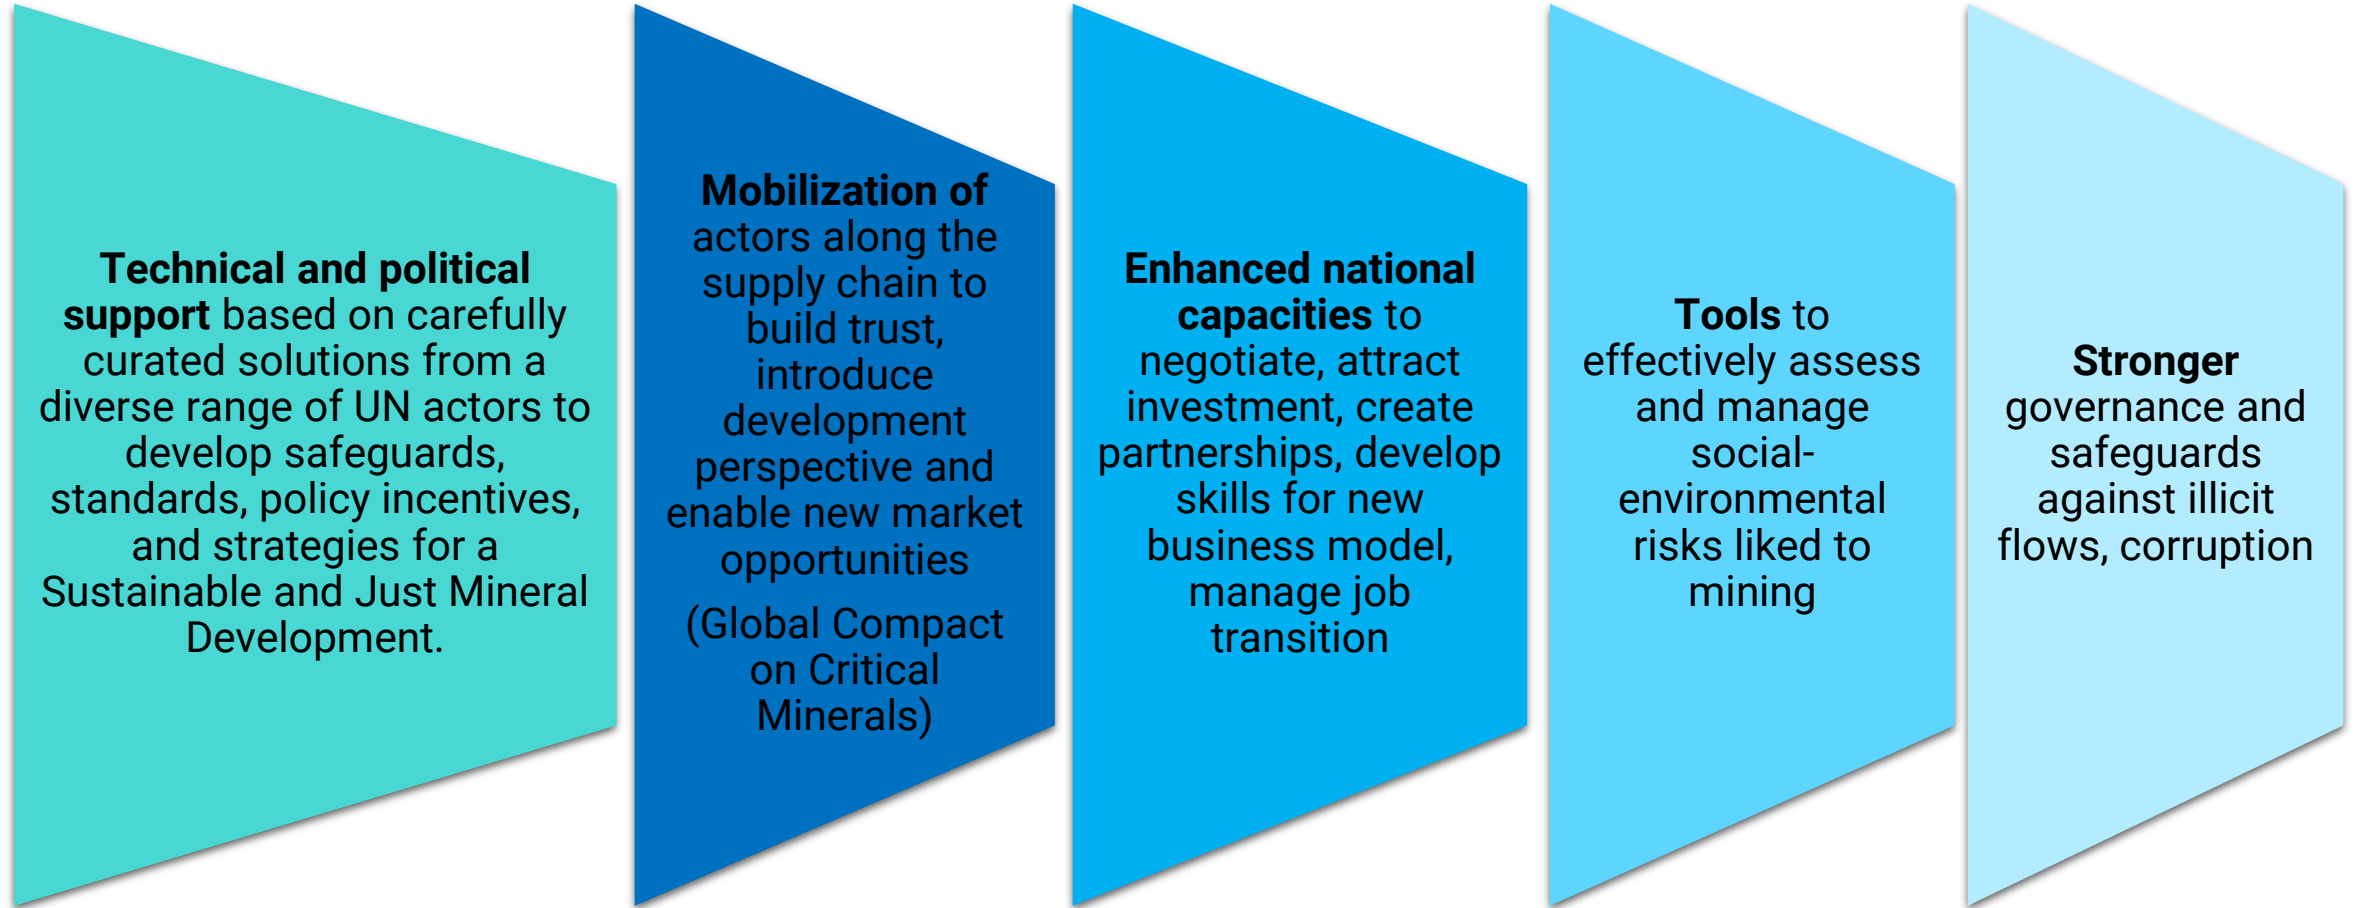 Technical and political
support based on carefully
curated solutions from a
diverse range of UN actors to
develop safeguards,
standards, policy incentives,
and strategies for a
Sustainable and Just Mineral
Development.
Mobilization of
actors along the
supply chain to
build trust,
introduce
development
perspective and
enable new market
opportunities
(Global Compact
on Critical
Minerals)
Enhanced national
capacities to
negotiate, attract
investment, create
partnerships, develop
skills for new
business model,
manage job
transition
Tools to
effectively assess
and manage
social-
environmental
risks liked to
mining
Stronger
governance and
safeguards
against illicit
flows, corruption